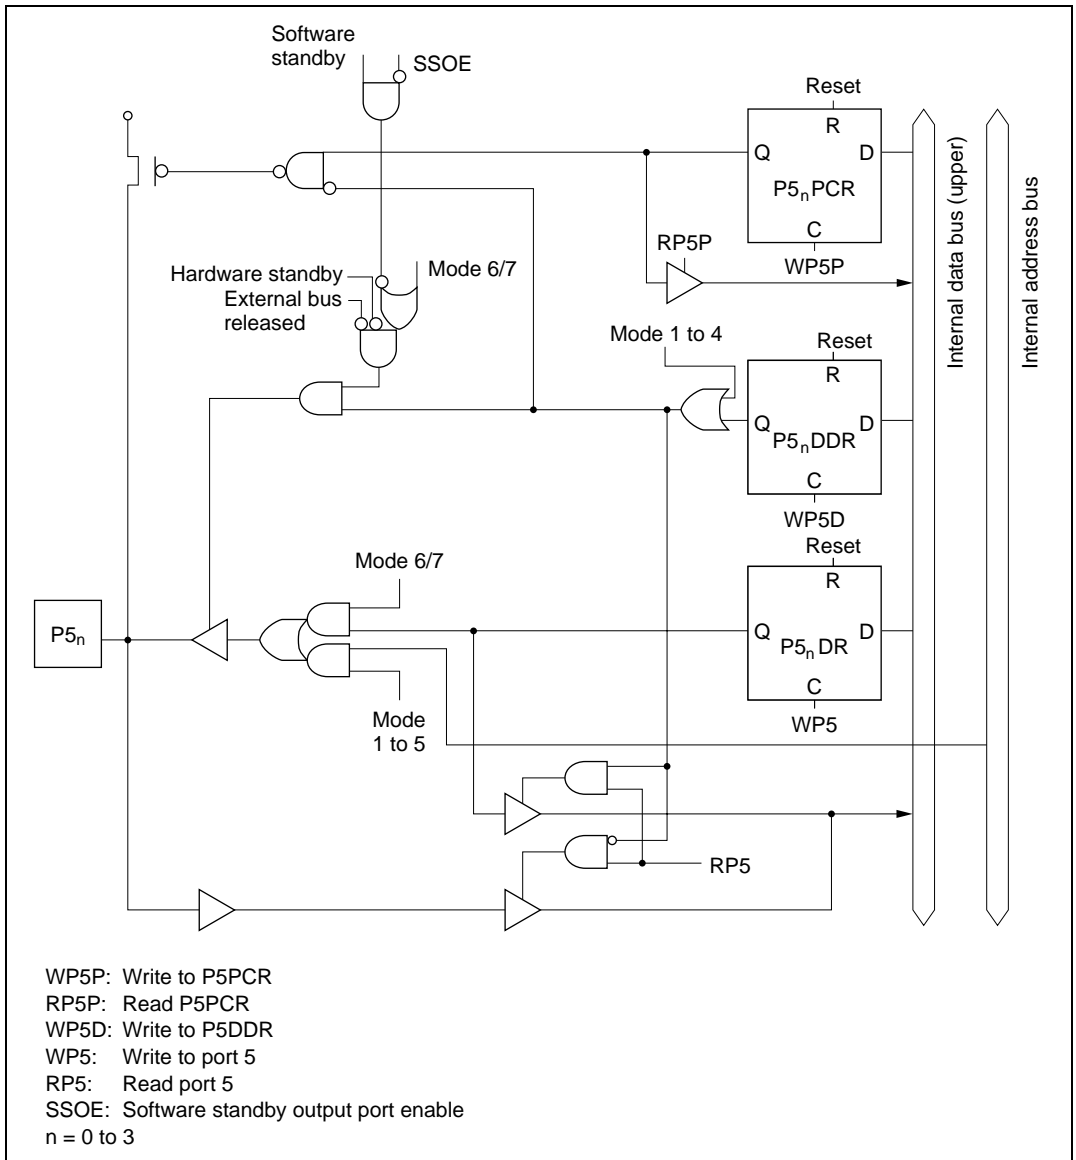 Software
standby
SSOE
Reset
R
Q
D
P5nPCR
C
WP5P
RP5P
Internal data bus (upper)
Internal address bus
Mode 6/7
Hardware standby
External bus
released
Mode 1 to 4
Reset
R
Q
D
P5nDDR
C
WP5D
Reset
R
Mode 6/7
P5n
Q
D
P5nDR
C
WP5
Mode
1 to 5
RP5
WP5P: Write to P5PCR
RP5P: Read P5PCR
WP5D: Write to P5DDR
WP5: Write to port 5
RP5: Read port 5
SSOE: Software standby output port enable
n = 0 to 3